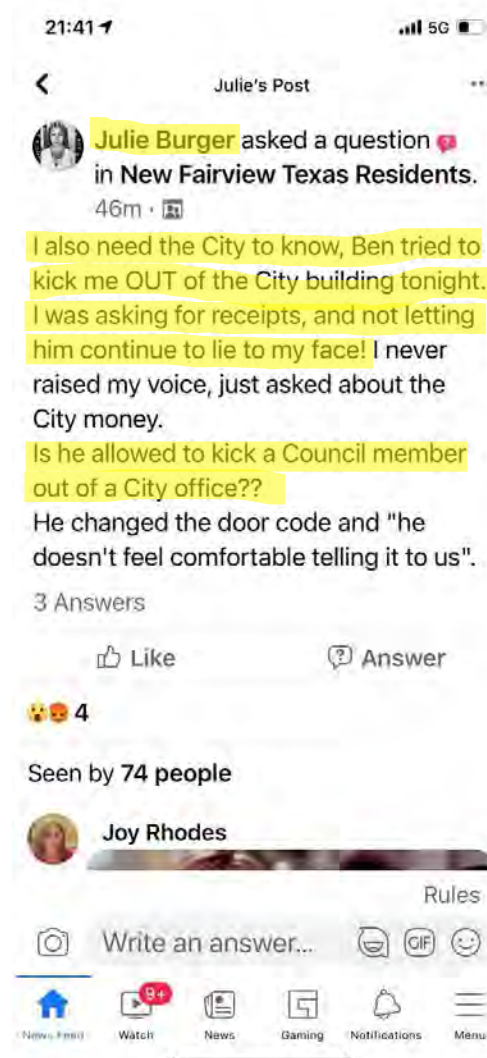 21:41
5G
Julie's Post
Julie Burger asked a question
in New Fairview Texas Residents.
46m ·
I also need the City to know, Ben tried to
kick me OUT of the City building tonight.
I was asking for receipts, and not letting
him continue to lie to my face! I never
raised my voice, just asked about the
City money.
Is he allowed to kick a Council member
out of a City office??
He changed the door code and "he
doesn't feel comfortable telling it to us".
3 Answers
Like
Answer
4
Seen by 74 people
Joy Rhodes
Rules
Write an answer...
GIF
9+
News Feed
Watch
News
Gaming
Notifications
Menu